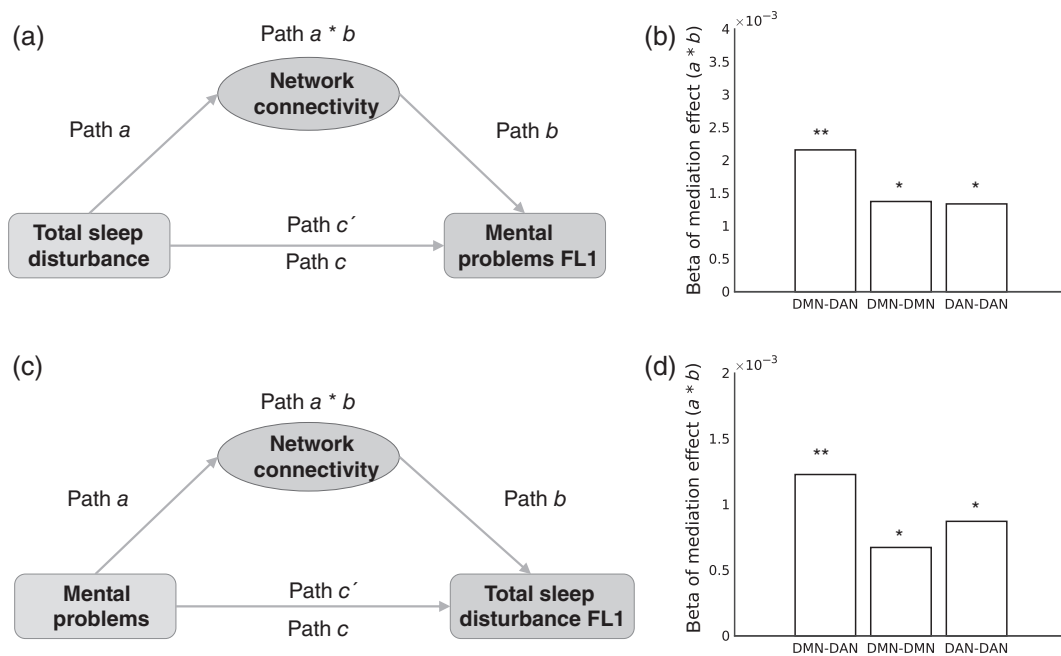 (a)
Path a * b
Network
connectivity
Path a
Path b
Total sleep
disturbance
Path c´
Path c
Mental
problems FL1
(b)
×10⁻³
Beta of mediation effect (a * b)
4
3.5
3
2.5
2
1.5
1
0.5
0
**
*
*
DMN-DAN
DMN-DMN
DAN-DAN
(c)
Path a * b
Network
connectivity
Path a
Path b
Mental
problems
Path c´
Path c
Total sleep
disturbance FL1
(d)
×10⁻³
Beta of mediation effect (a * b)
2
1.5
1
0.5
0
**
*
*
DMN-DAN
DMN-DMN
DAN-DAN